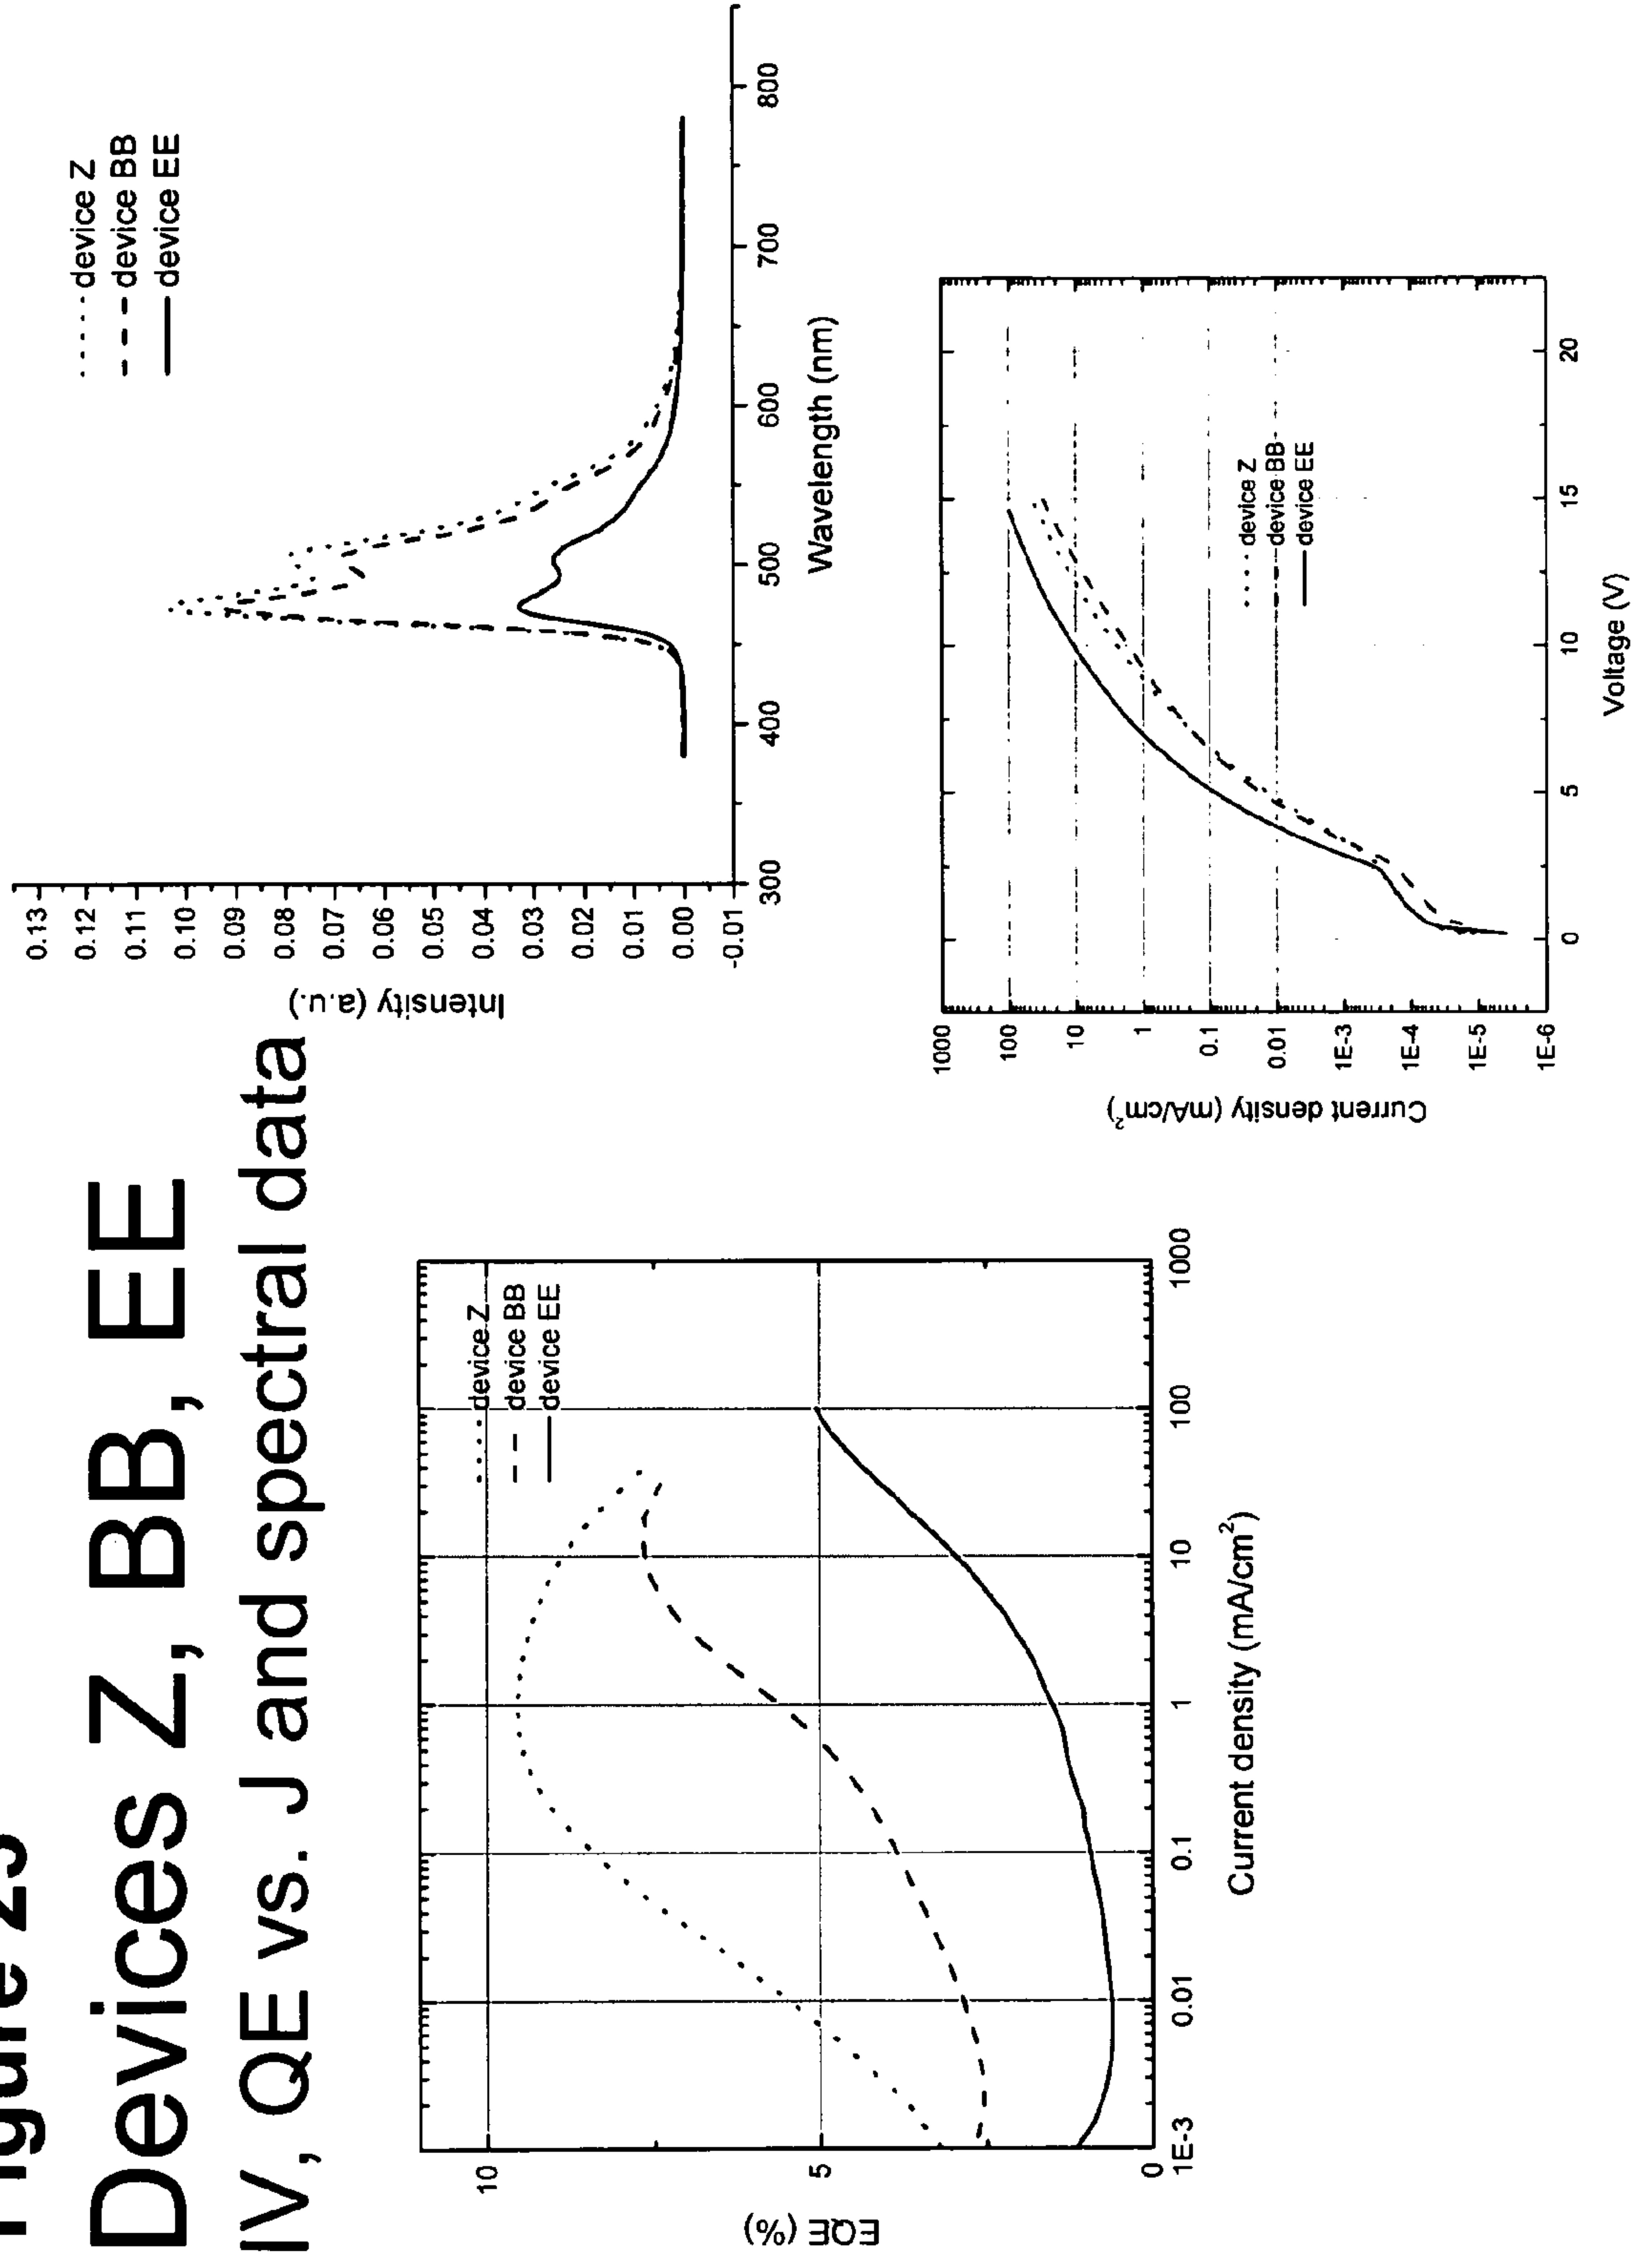 Figure 25
Devices Z, BB, EE
IV, QE vs. J and spectral data
EQE (%)
10
5
0
1E-3
0.01
0.1
1
10
100
1000
Current density (mA/cm²)
device Z
device BB
device EE
Intensity (a.u.)
0.13
0.12
0.11
0.10
0.09
0.08
0.07
0.06
0.05
0.04
0.03
0.02
0.01
0.00
-0.01
300
400
500
600
700
800
Wavelength (nm)
device Z
device BB
device EE
Current density (mA/cm²)
1000
100
10
1
0.1
0.01
1E-3
1E-4
1E-5
1E-6
0
5
10
15
20
Voltage (V)
device Z
device BB
device EE